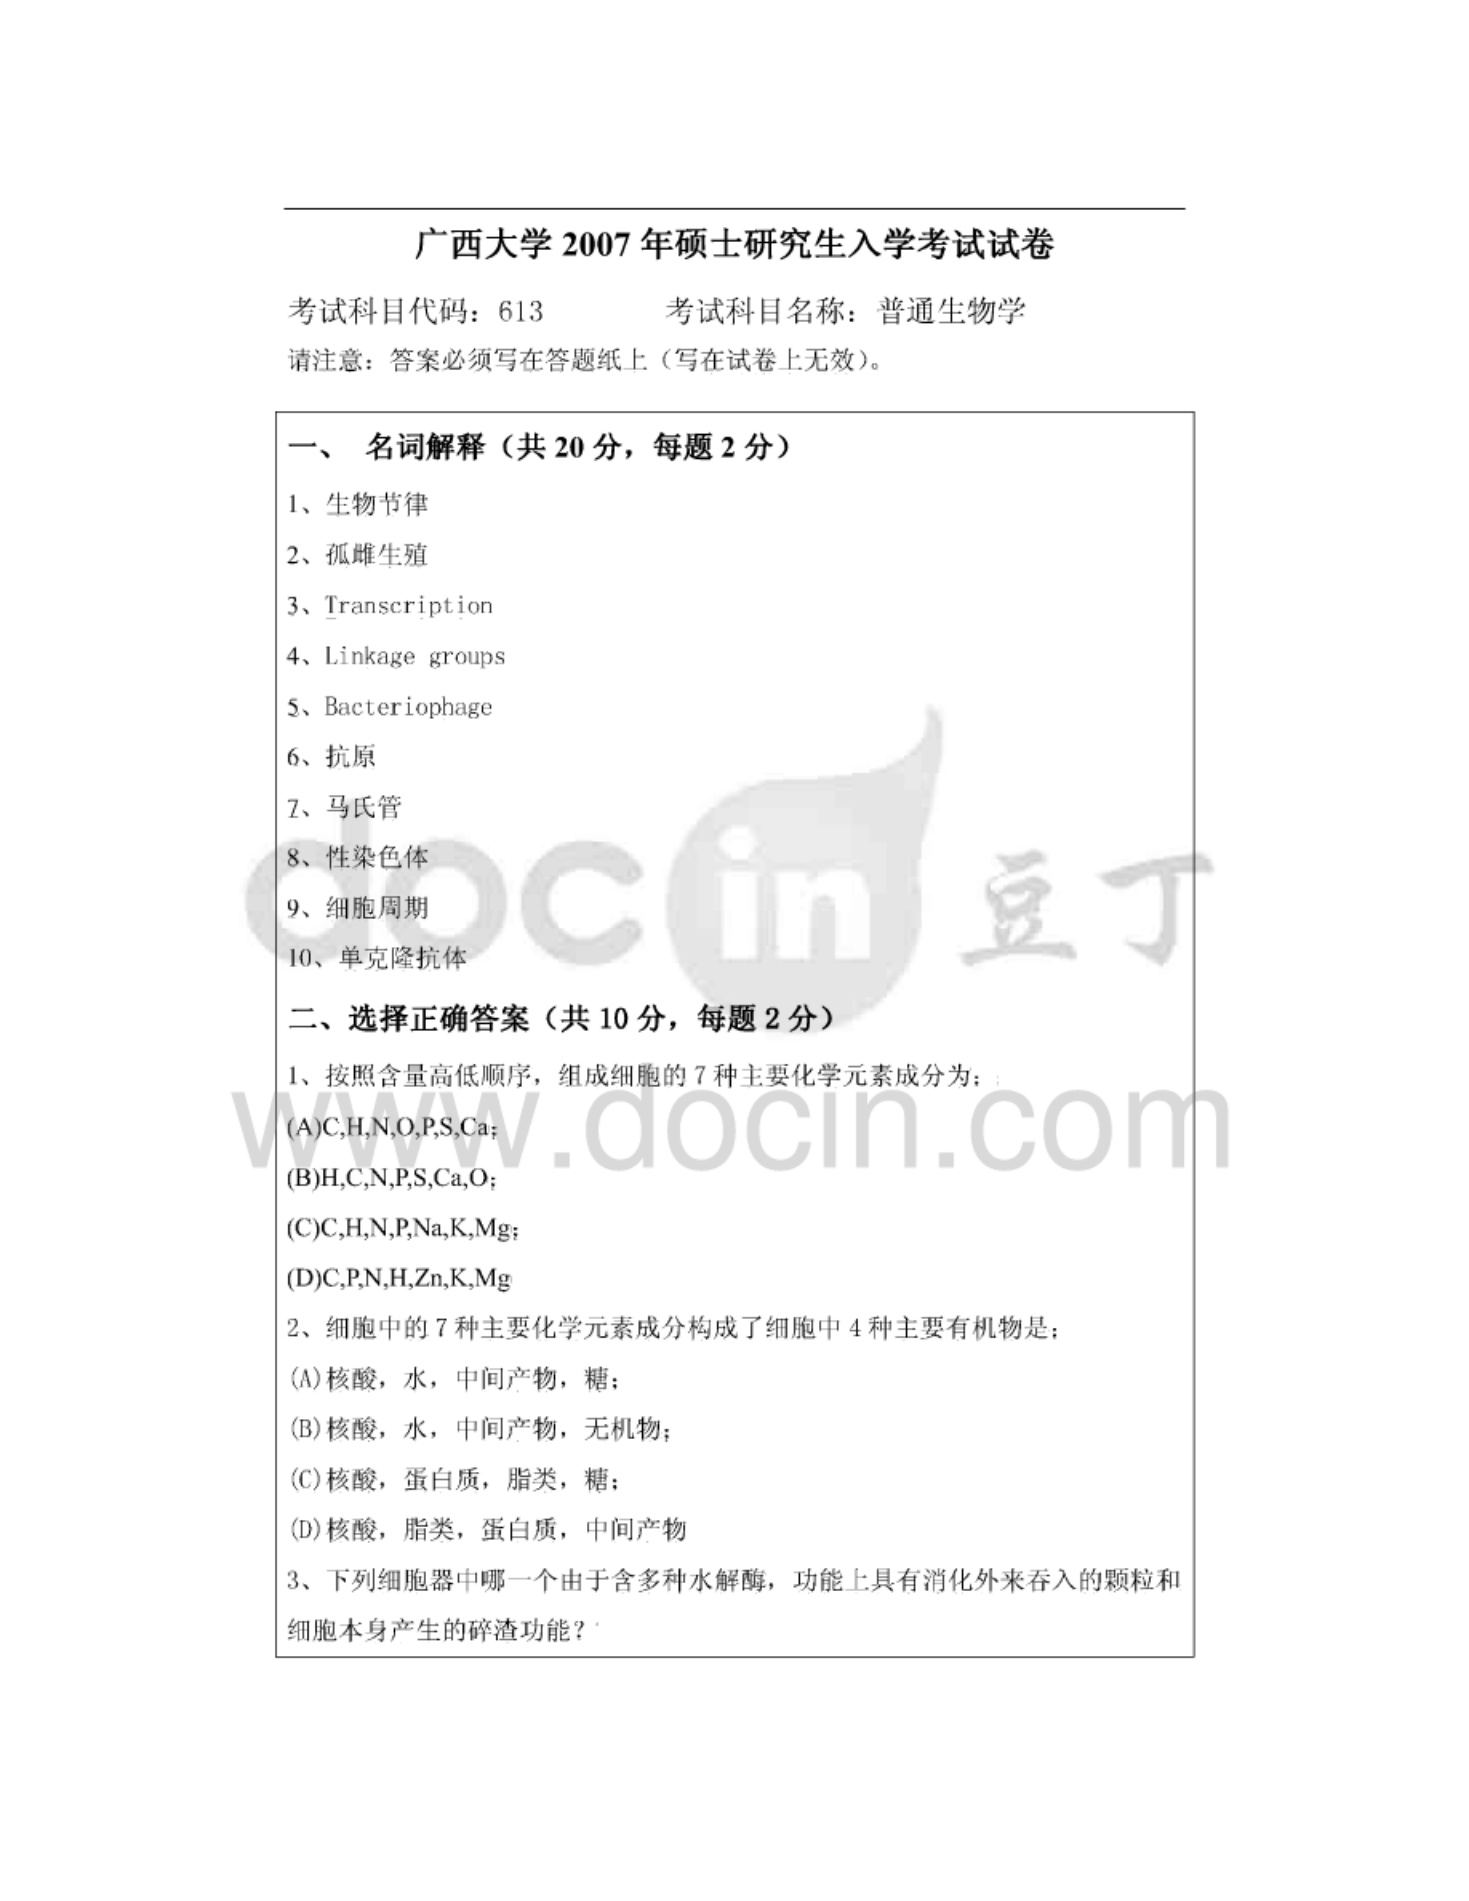 广西大学 2007 年硕士研究生入学考试试卷
考试科目代码：613 考试科目名称：普通生物学
请注意：答案必须写在答题纸上（写在试卷上无效）。
一、 名词解释（共 20 分，每题 2 分）
1、生物节律
2、孤雌生殖
3、Transcription
4、Linkage groups
5、Bacteriophage
6、抗原
7、马氏管
8、性染色体
9、细胞周期
10、单克隆抗体
docin 豆丁
二、选择正确答案（共 10 分，每题 2 分）
1、按照含量高低顺序，组成细胞的 7 种主要化学元素成分为；
(A)C,H,N,O,P,S,Ca；
www.docin.com
(B)H,C,N,P,S,Ca,O；
(C)C,H,N,P,Na,K,Mg；
(D)C,P,N,H,Zn,K,Mg
2、细胞中的 7 种主要化学元素成分构成了细胞中 4 种主要有机物是；
(A)核酸，水，中间产物，糖；
(B)核酸，水，中间产物，无机物；
(C)核酸，蛋白质，脂类，糖；
(D)核酸，脂类，蛋白质，中间产物
3、下列细胞器中哪一个由于含多种水解酶，功能上具有消化外来吞入的颗粒和
细胞本身产生的碎渣功能？